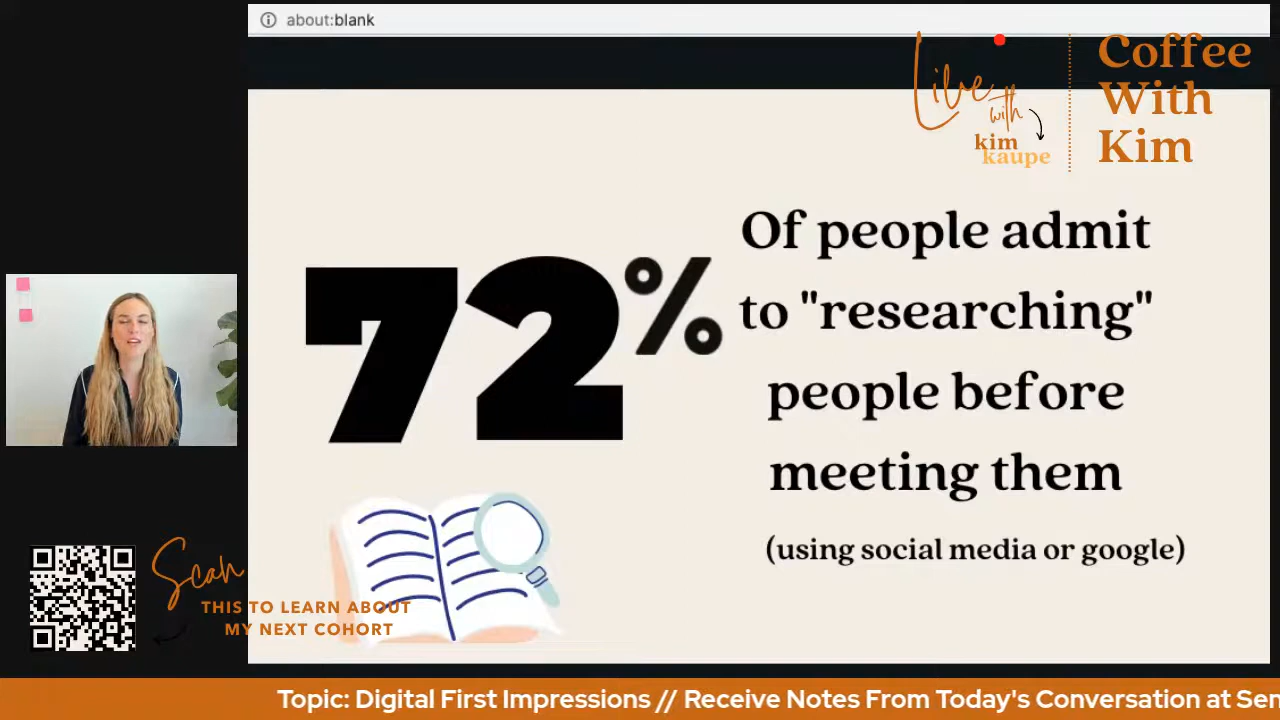 about:blank
Live
with
kim
kaupe
Coffee
With
Kim
72%
Of people admit
to "researching"
people before
meeting them
(using social media or google)
Scan
THIS TO LEARN ABOUT
MY NEXT COHORT
Topic: Digital First Impressions // Receive Notes From Today's Conversation at Ser